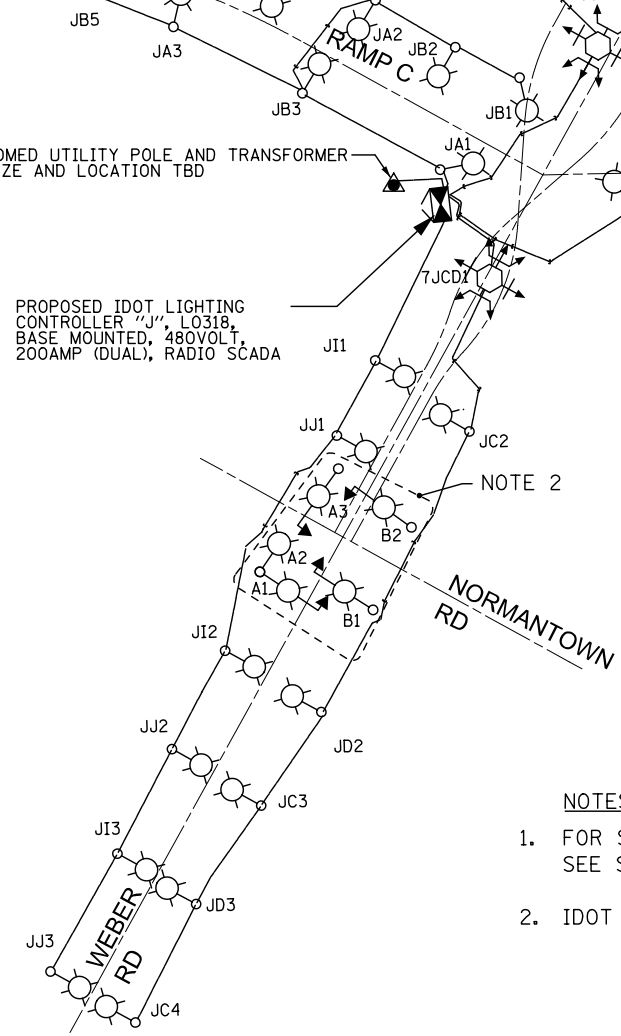 JB5
JA3
JA2
JB2
RAMP C
JB3
JB1
JA1
UTILITY POLE AND TRANSFORMER
AND LOCATION TBD
7JCD1
PROPOSED IDOT LIGHTING
CONTROLLER "J", L0318,
BASE MOUNTED, 480VOLT,
200AMP (DUAL), RADIO SCADA
JI1
JJ1
JC2
NOTE 2
A3
B2
A2
A1
B1
NORMANTOWN
RD
JI2
JD2
JJ2
JC3
JI3
JD3
WEBER
RD
JJ3
JC4
NOTES
1. FOR S
SEE S
2. IDOT